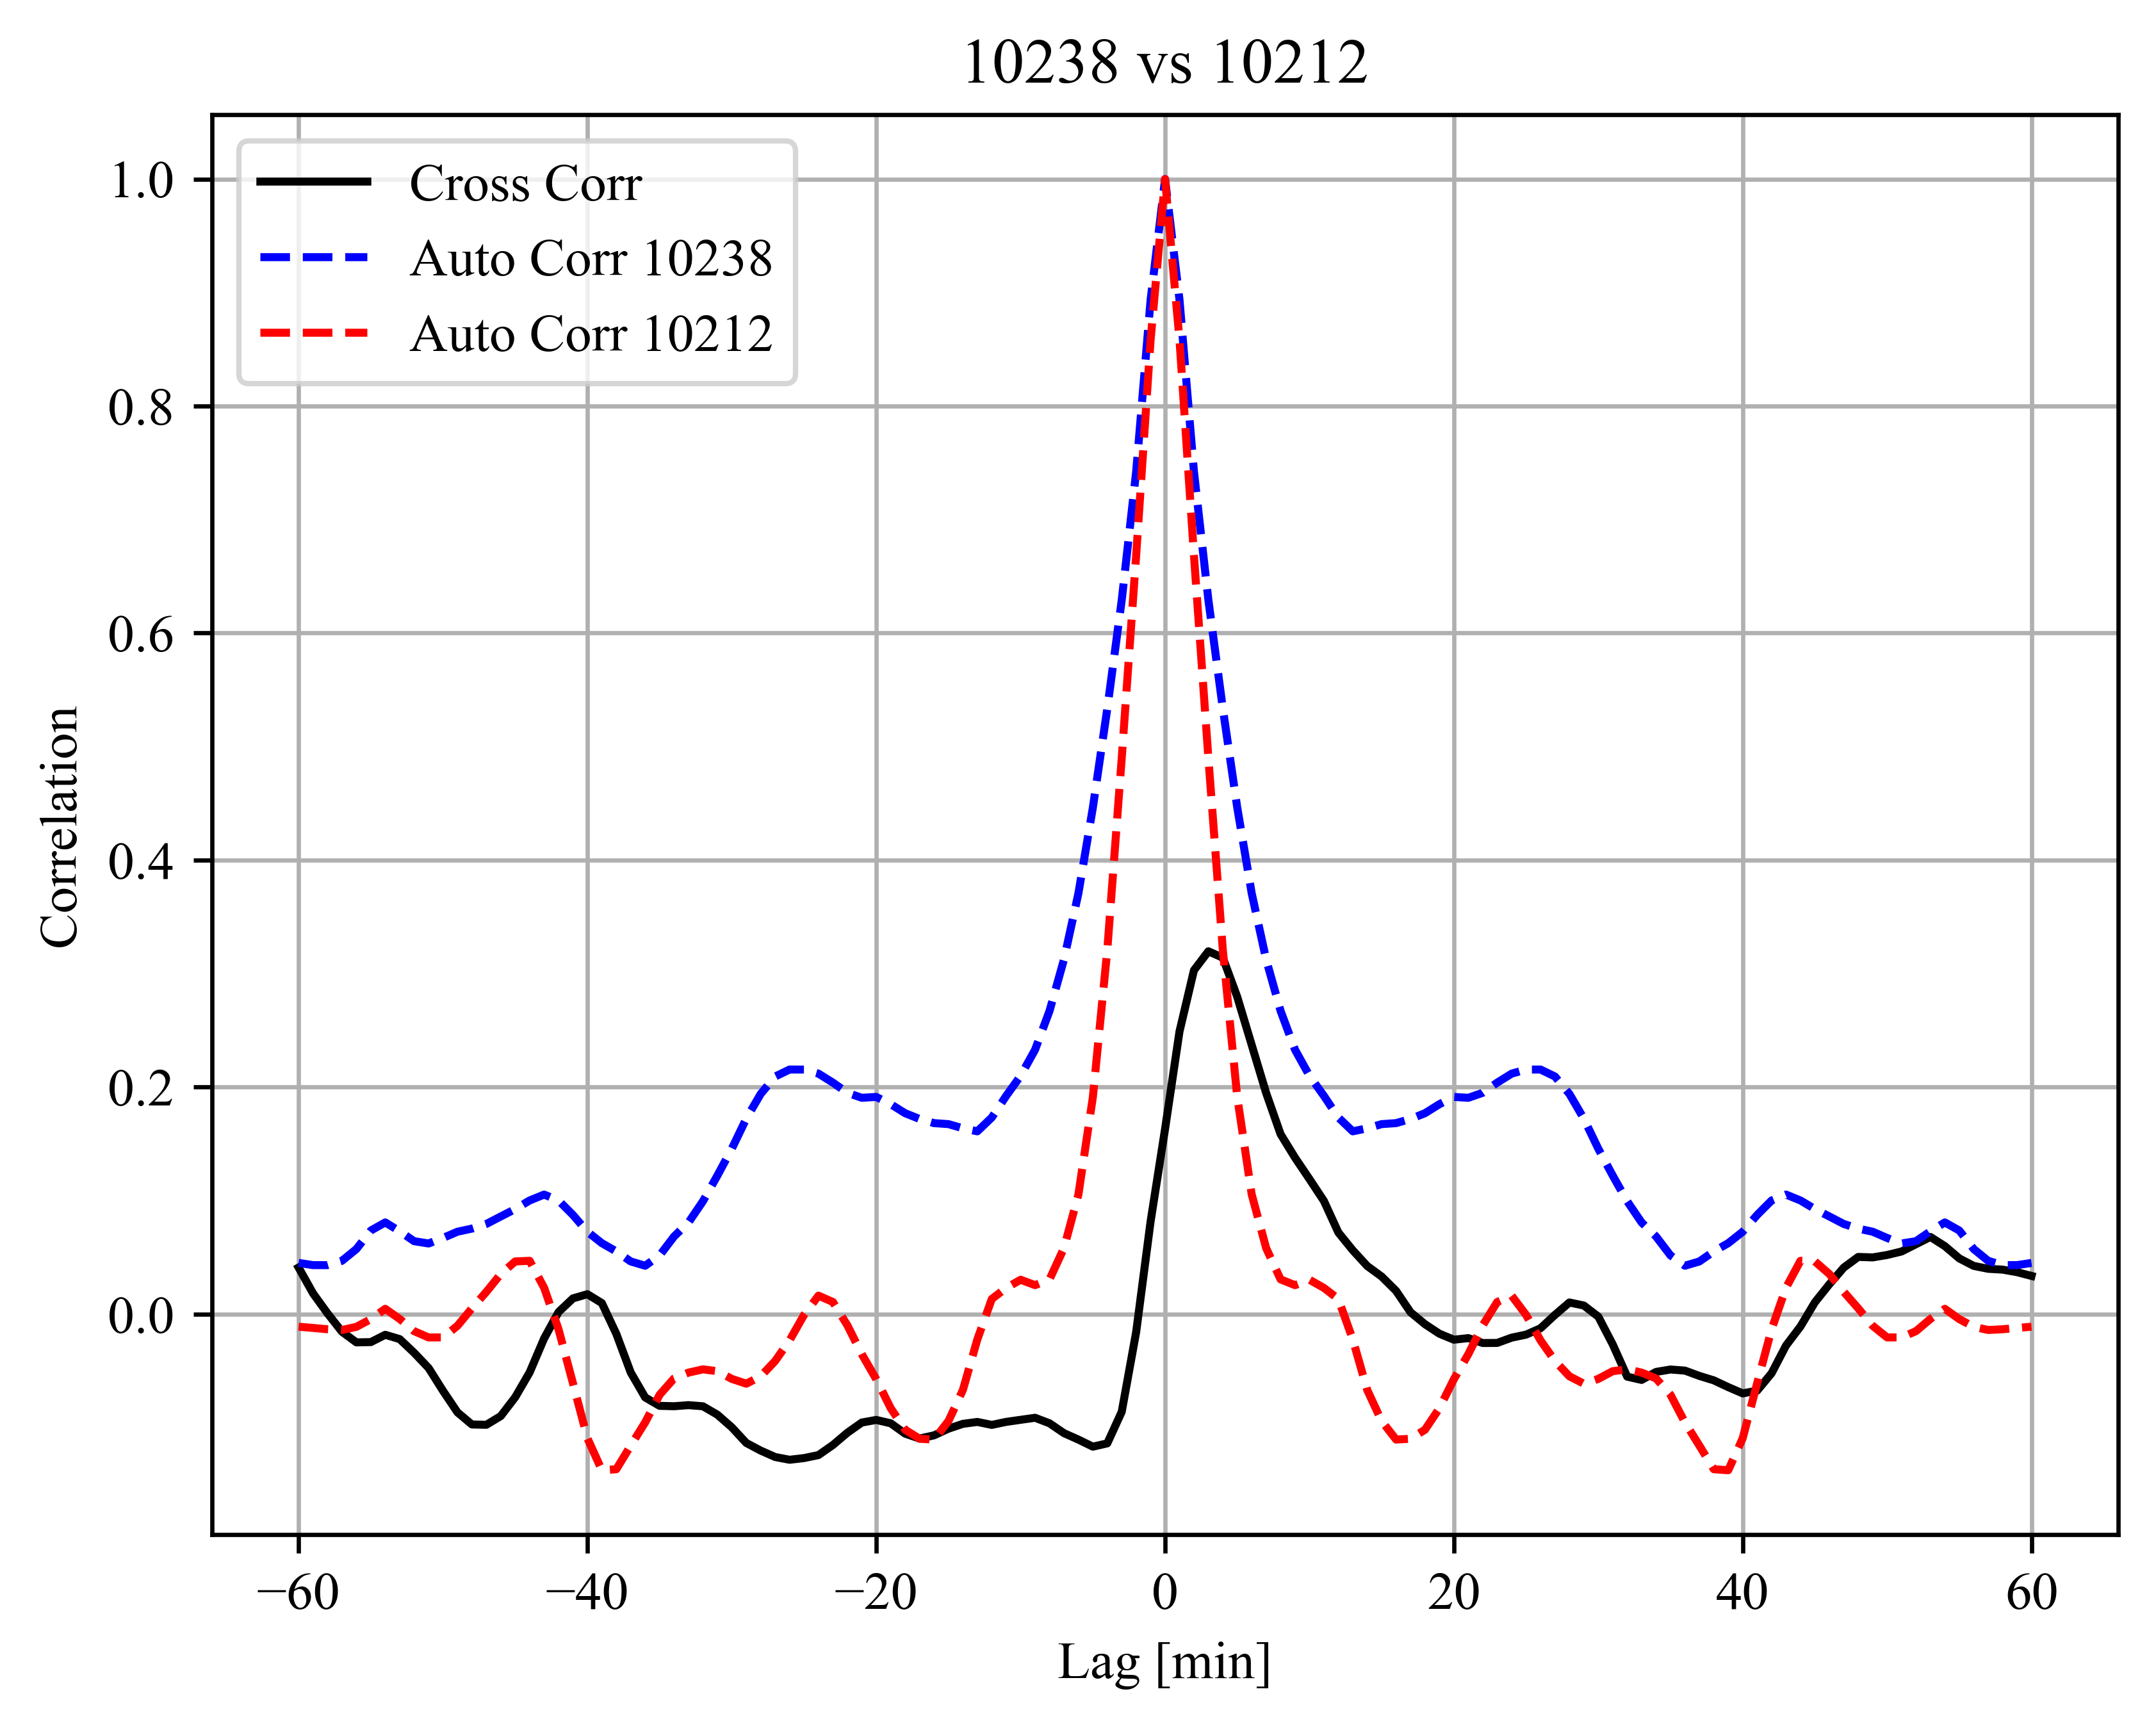 10238 vs 10212
Cross Corr
Auto Corr 10238
Auto Corr 10212
1.0
0.8
0.6
0.4
0.2
0.0
Correlation
−60 −40 −20 0 20 40 60
Lag [min]